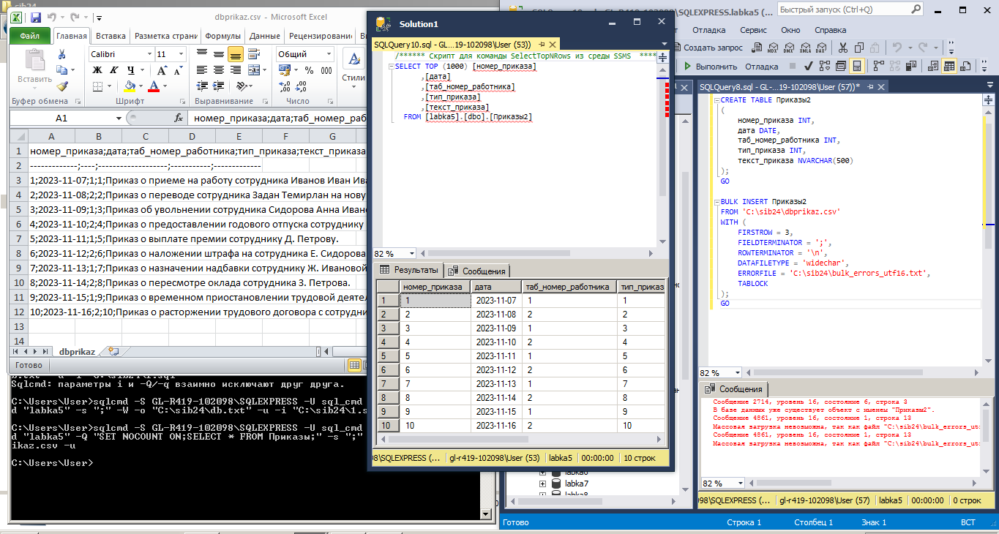 sib24
dbprikaz.csv - Microsoft Excel
Файл Главная Вставка Разметка страни Формулы Данные Рецензировани
Вставить
Calibri 11
Ж К Ч
Общий
% 000
Стили
Буфер обмена Шрифт Выравнивание Число
A1 fx номер_приказа;дата;таб_номер_раб
A B C D E F G
1 номер_приказа;дата;таб_номер_работника;тип_приказа;текст_приказа
2 -------------;----;--------------------;-----------;-------------
3 1;2023-11-07;1;1;Приказ о приеме на работу сотрудника Иванов Иван Ива
4 2;2023-11-08;2;2;Приказ о переводе сотрудника Задан Темирлан на нову
5 3;2023-11-09;1;3;Приказ об увольнении сотрудника Сидорова Анна Ивано
6 4;2023-11-10;2;4;Приказ о предоставлении годового отпуска сотруднику
7 5;2023-11-11;1;5;Приказ о выплате премии сотруднику Д. Петрову.
8 6;2023-11-12;2;6;Приказ о наложении штрафа на сотрудника Е. Сидорова
9 7;2023-11-13;1;7;Приказ о назначении надбавки сотруднику Ж. Ивановой
10 8;2023-11-14;2;8;Приказ о пересмотре оклада сотрудника З. Петрова.
11 9;2023-11-15;1;9;Приказ о временном приостановлении трудовой деятел
12 10;2023-11-16;2;10;Приказ о расторжении трудового договора с сотрудни
13
14
dbprikaz
Готово
Sqlcmd: параметры i и -Q/-q взаимно исключают друг друга.
C:\Users\User>sqlcmd -S GL-R419-102098\SQLEXPRESS -U sql_cmd
d "labka5" -s ";" -W -o "C:\sib24\db.txt" -u -i "C:\sib24\1.s
C:\Users\User>sqlcmd -S GL-R419-102098\SQLEXPRESS -U sql_cmd
d "labka5" -Q "SET NOCOUNT ON;SELECT * FROM Приказы;" -s ";"
ikaz.csv -u
C:\Users\User>
Solution1
SQLQuery10.sql - GL-...19-102098\User (53))
/****** Скрипт для команды SelectTopNRows из среды SSMS ****
SELECT TOP (1000) [номер_приказа]
,[дата]
,[таб_номер_работника]
,[тип_приказа]
,[текст_приказа]
FROM [labka5].[dbo].[Приказы2]
82 %
Результаты Сообщения
номер_приказа дата таб_номер_работника тип_приказ
1 1 2023-11-07 1 1
2 2 2023-11-08 2 2
3 3 2023-11-09 1 3
4 4 2023-11-10 2 4
5 5 2023-11-11 1 5
6 6 2023-11-12 2 6
7 7 2023-11-13 1 7
8 8 2023-11-14 2 8
9 9 2023-11-15 1 9
10 10 2023-11-16 2 10
98\SQLEXPRESS (... gl-r419-102098\User (53) labka5 00:00:00 10 строк
labka6
labka7
labka8
\SQLEXPRESS.labka5 (...
Быстрый запуск (Ctrl+Q)
Отладка Сервис Окно Справка
Создать запрос MDX DMX XMLA DAX
Выполнить Отладка
SQLQuery8.sql - GL-...19-102098\User (57))*
CREATE TABLE Приказы2
(
номер_приказа INT,
дата DATE,
таб_номер_работника INT,
тип_приказа INT,
текст_приказа NVARCHAR(500)
);
GO
BULK INSERT Приказы2
FROM 'C:\sib24\dbprikaz.csv'
WITH (
FIRSTROW = 3,
FIELDTERMINATOR = ';',
ROWTERMINATOR = '\n',
DATAFILETYPE = 'widechar',
ERRORFILE = 'C:\sib24\bulk_errors_utf16.txt',
TABLOCK
);
GO
82 %
Сообщения
Сообщение 2714, уровень 16, состояние 6, строка 3
В базе данных уже существует объект с именем "Приказы2".
Сообщение 4861, уровень 16, состояние 1, строка 13
Массовая загрузка невозможна, так как файл "C:\sib24\bulk_errors_ut
Сообщение 4861, уровень 16, состояние 1, строка 13
Массовая загрузка невозможна, так как файл "C:\sib24\bulk_errors_ut
82 %
098\SQLEXPRESS (... gl-r419-102098\User (57) labka5 00:00:00 0 строк
Готово Строка 1 Столбец 1 Знак 1 ВСТ